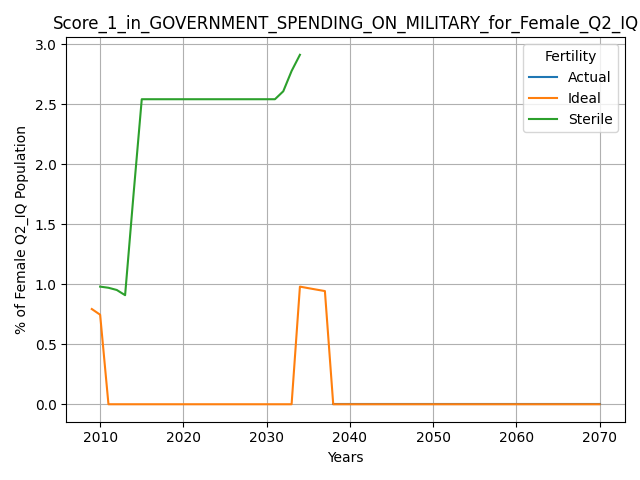 Score_1_in_GOVERNMENT_SPENDING_ON_MILITARY_for_Female_Q2_IQ
Fertility
Actual
Ideal
Sterile
% of Female Q2_IQ Population
3.0
2.5
2.0
1.5
1.0
0.5
0.0
2010 2020 2030 2040 2050 2060 2070
Years